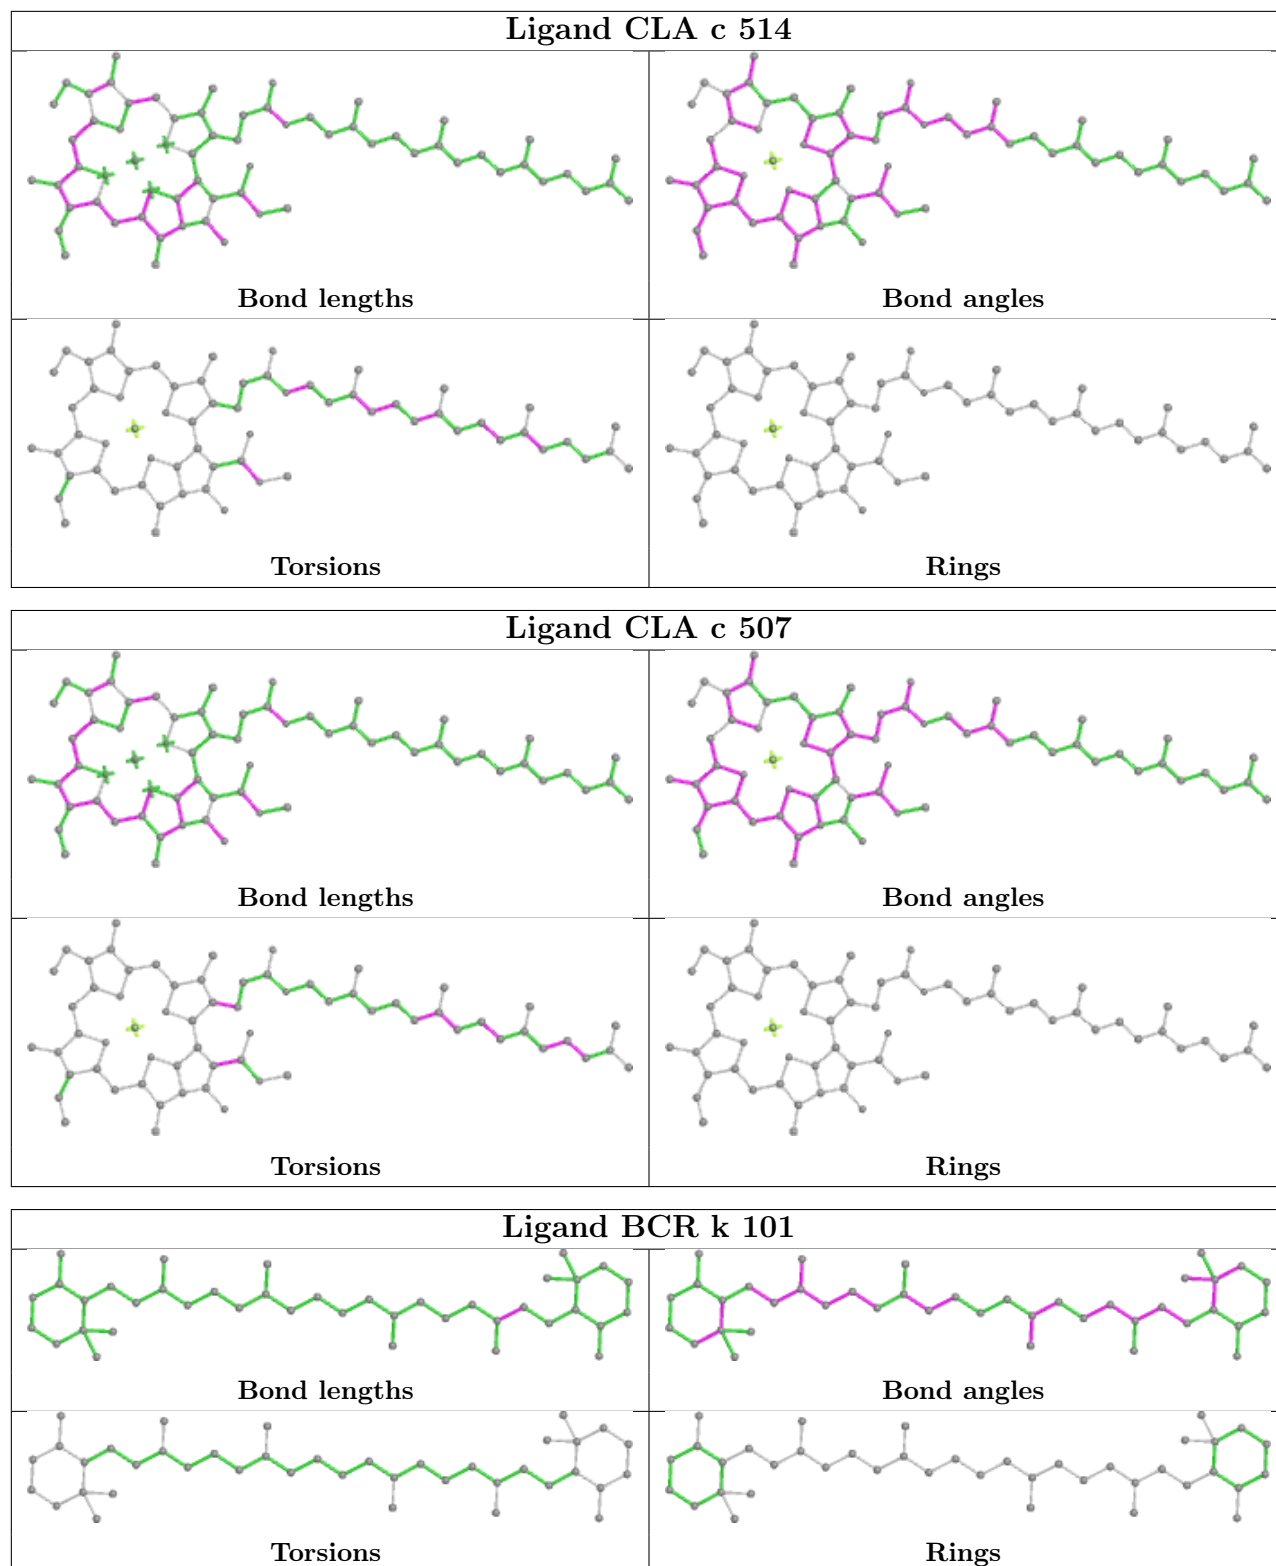 Ligand CLA c 514
Bond lengths
Bond angles
Torsions
Rings
Ligand CLA c 507
Bond lengths
Bond angles
Torsions
Rings
Ligand BCR k 101
Bond lengths
Bond angles
Torsions
Rings